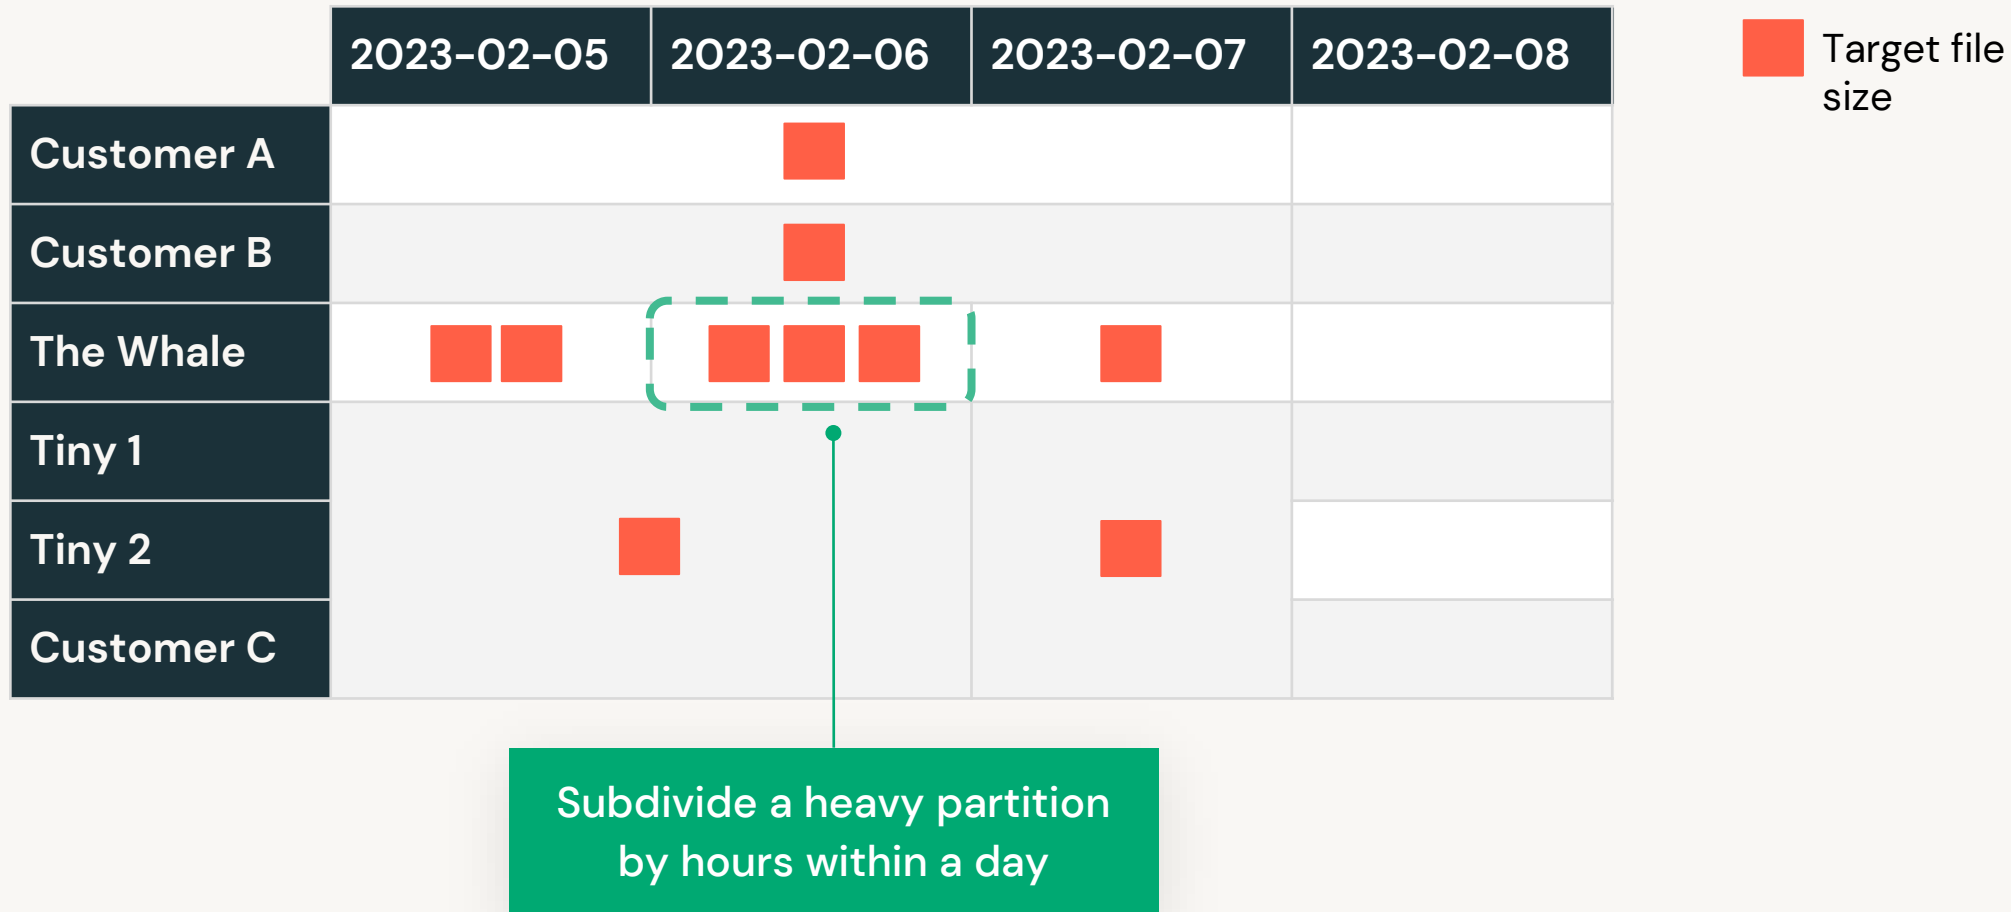 2023-02-05 2023-02-06 2023-02-07 2023-02-08
Target file
size
Customer A
Customer B
The Whale
Tiny 1
Tiny 2
Customer C
Subdivide a heavy partition
by hours within a day